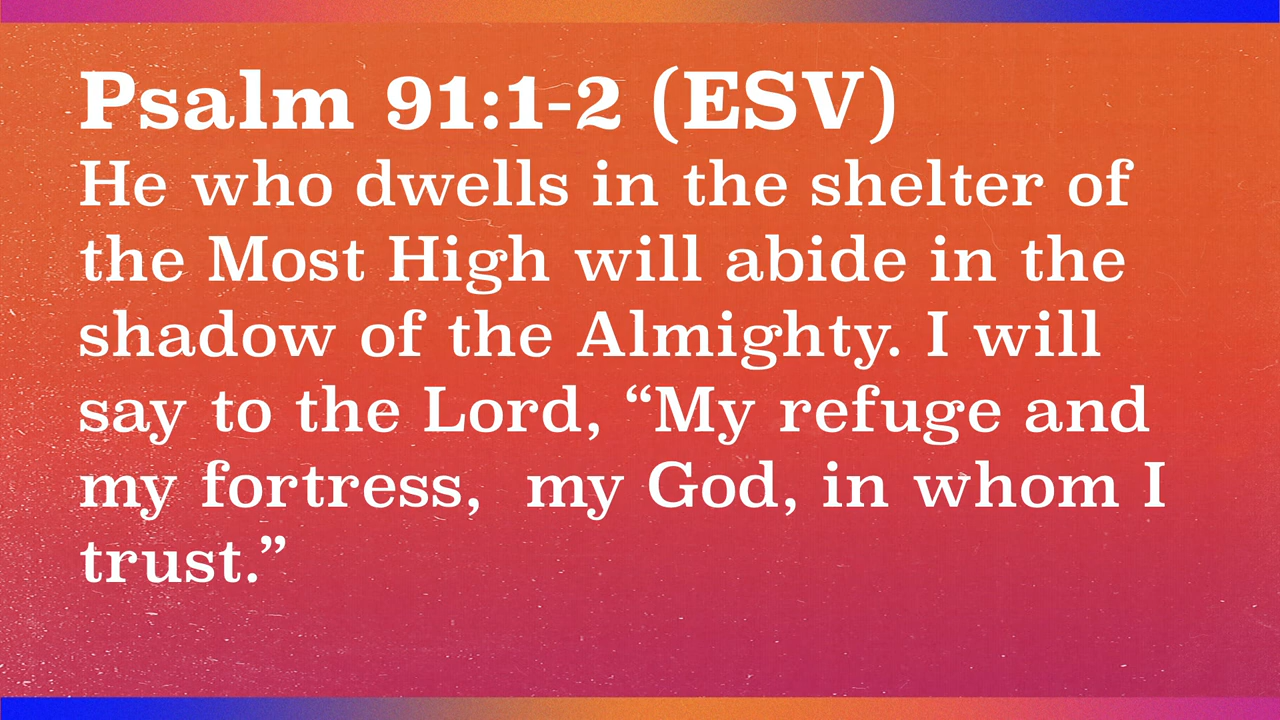 Psalm 91:1-2 (ESV)
He who dwells in the shelter of
the Most High will abide in the
shadow of the Almighty. I will
say to the Lord, “My refuge and
my fortress,  my God, in whom I
trust.”